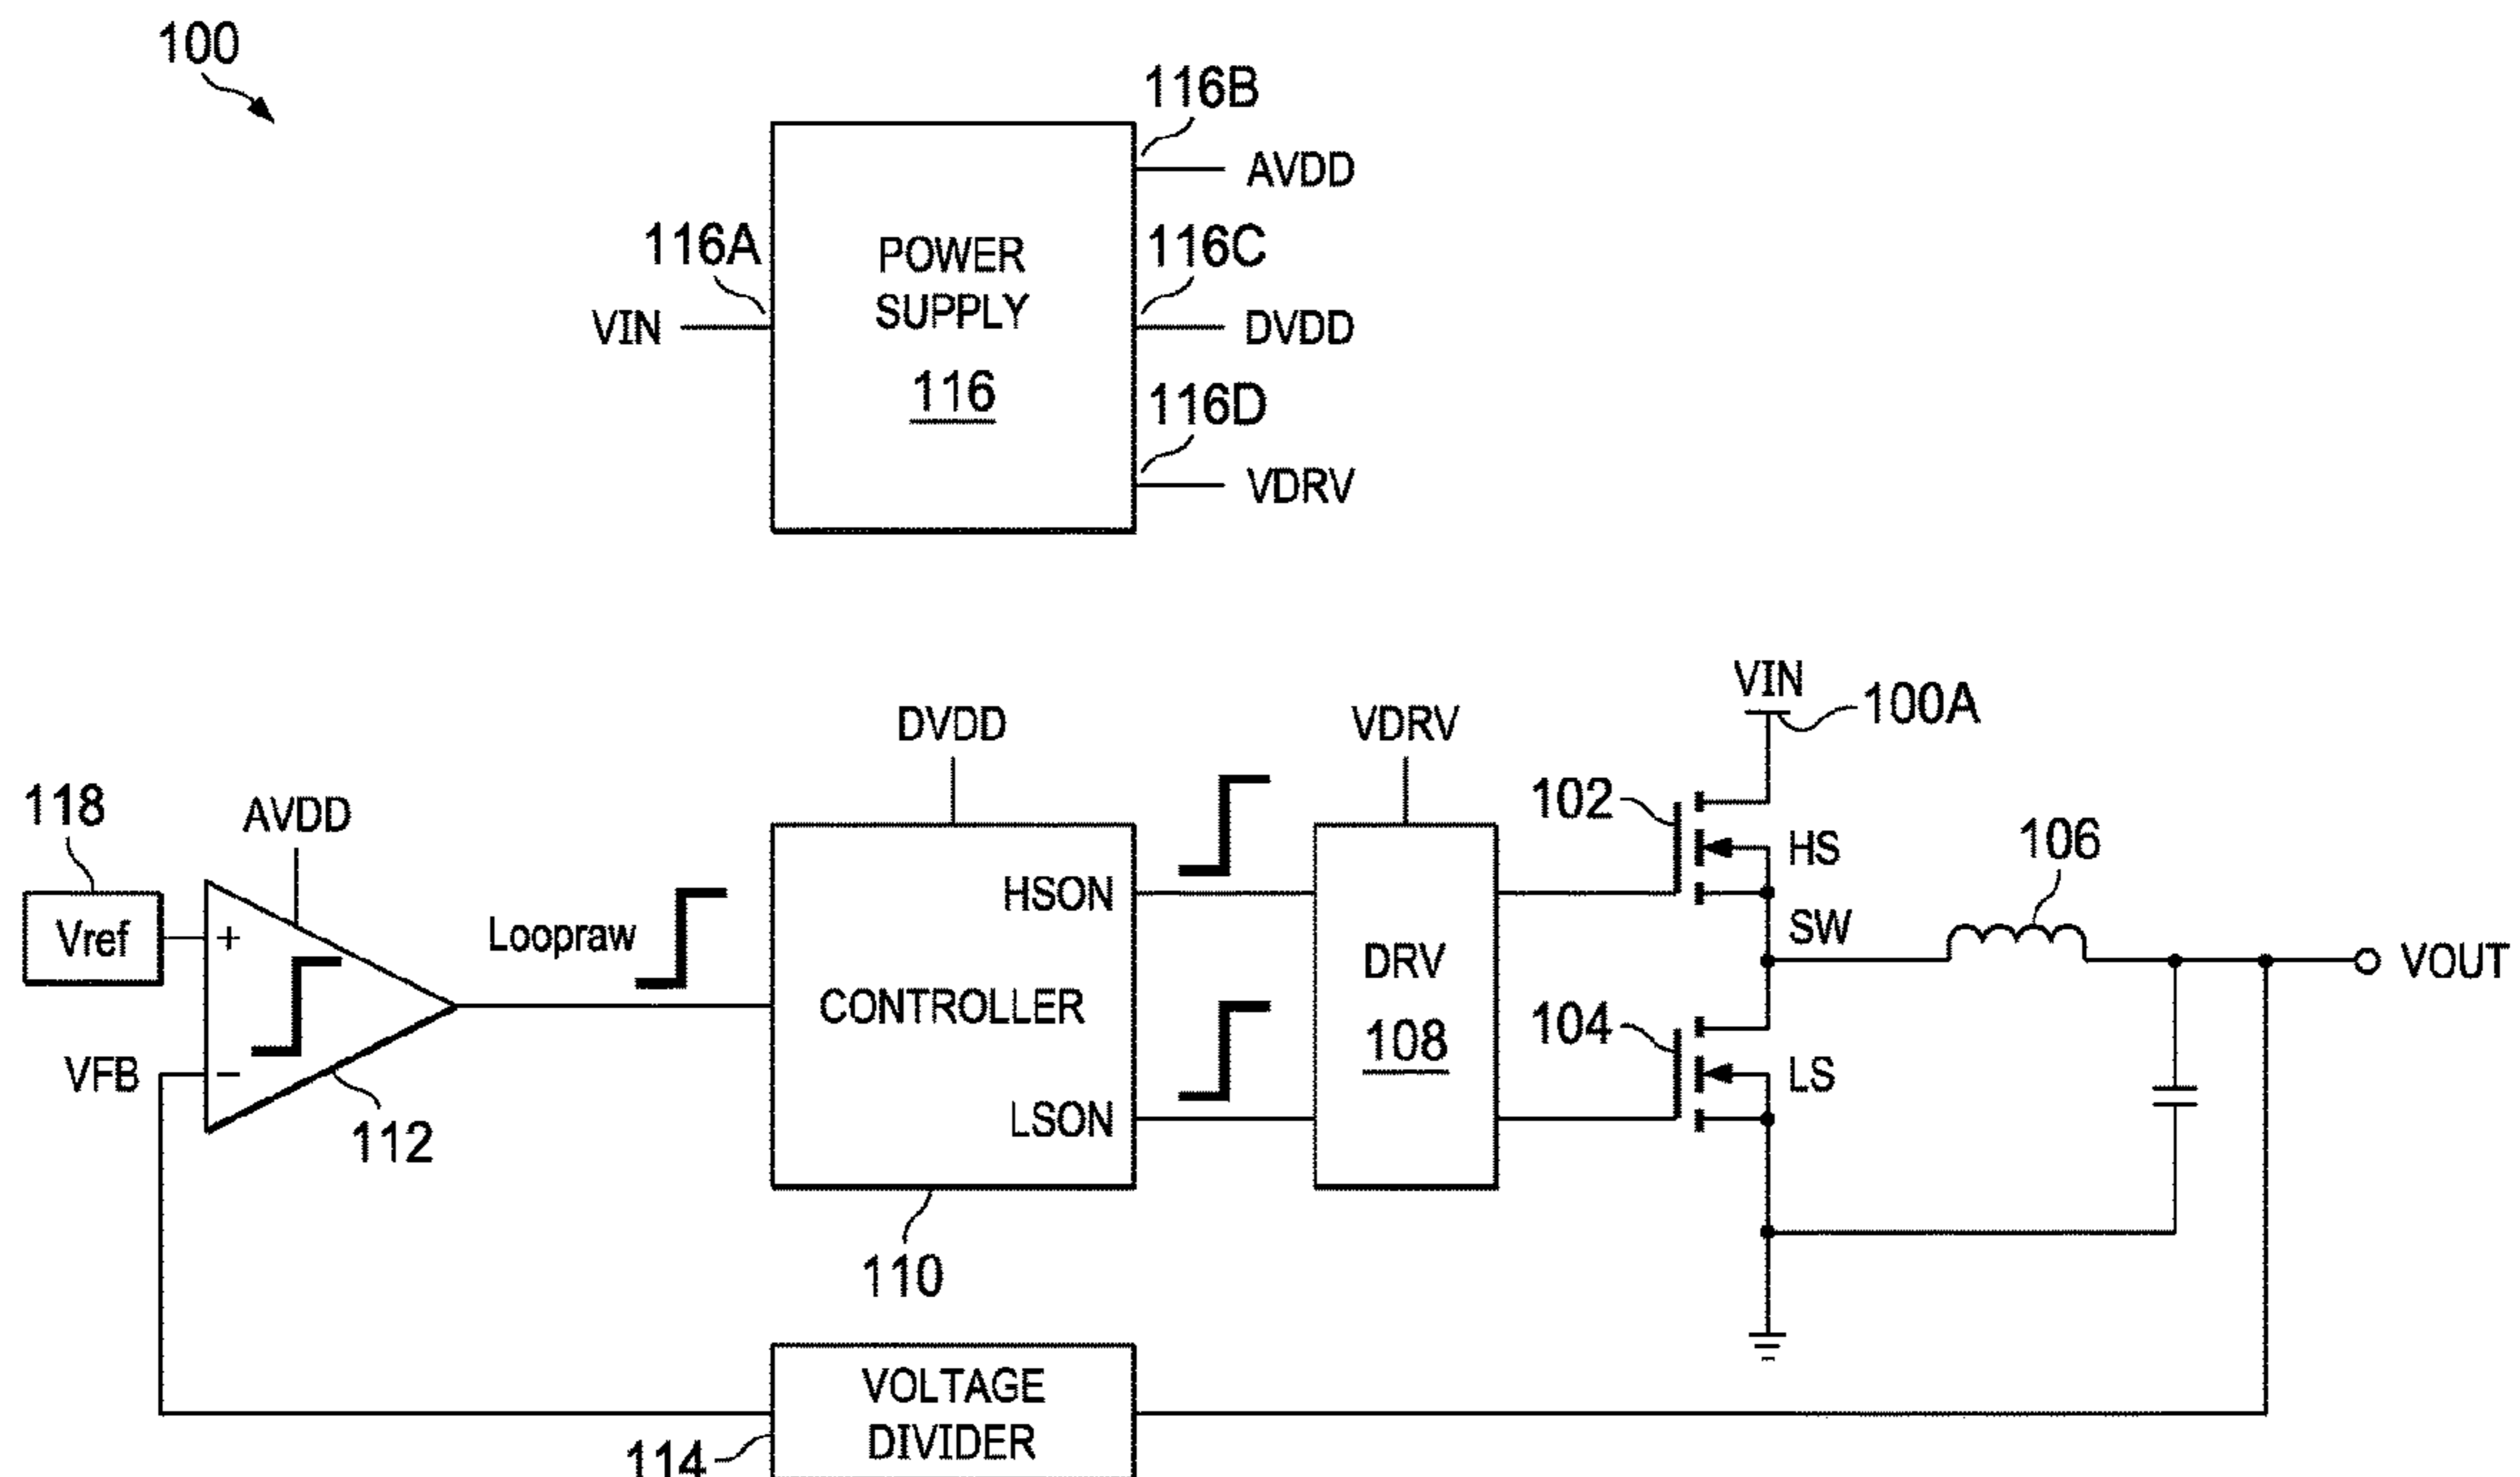 100
116B
AVDD
116A
POWER
SUPPLY
116
116C
VIN
DVDD
116D
VDRV
VIN
100A
DVDD
VDRV
118
AVDD
102
HS
106
Vref
+
Loopraw
HSON
SW
DRV
108
VOUT
CONTROLLER
104
VFB
−
LS
112
LSON
110
VOLTAGE
DIVIDER
114